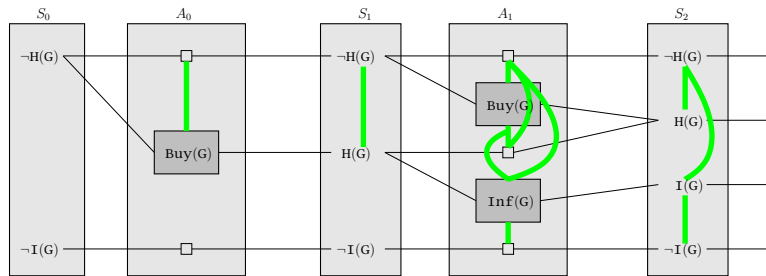 S₀ A₀ S₁ A₁ S₂
¬H(G) ¬H(G) ¬H(G)
Buy(G)
H(G)
Buy(G) H(G)
Inf(G) I(G)
¬I(G) ¬I(G) ¬I(G)